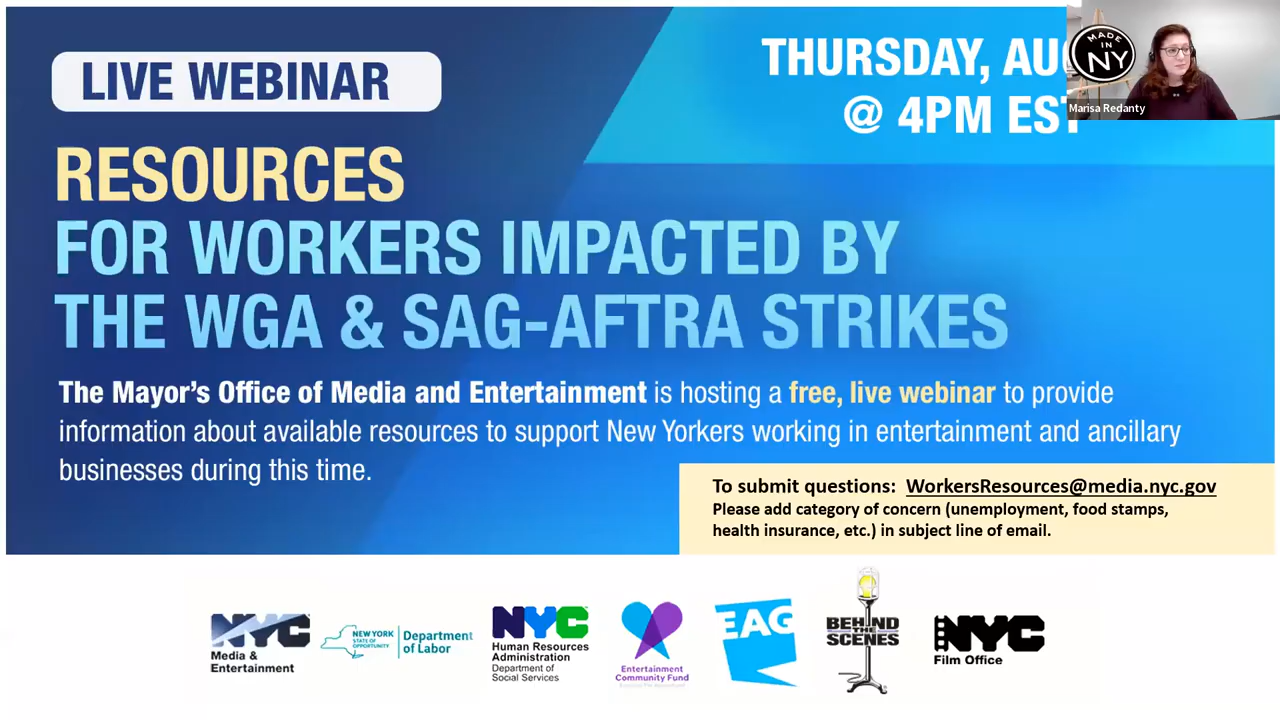 LIVE WEBINAR
THURSDAY, AUG
@ 4PM EST
MADE
IN
NY
Marisa Redanty
RESOURCES
FOR WORKERS IMPACTED BY
THE WGA & SAG-AFTRA STRIKES
The Mayor's Office of Media and Entertainment is hosting a free, live webinar to provide
information about available resources to support New Yorkers working in entertainment and ancillary
businesses during this time.
To submit questions: WorkersResources@media.nyc.gov
Please add category of concern (unemployment, food stamps,
health insurance, etc.) in subject line of email.
NYC
Media &
Entertainment
NEW YORK
STATE OF
OPPORTUNITY
Department
of Labor
NYC
Human Resources
Administration
Department of
Social Services
Entertainment
Community Fund
EAG
BEHIND
THE
SCENES
NYC
Film Office